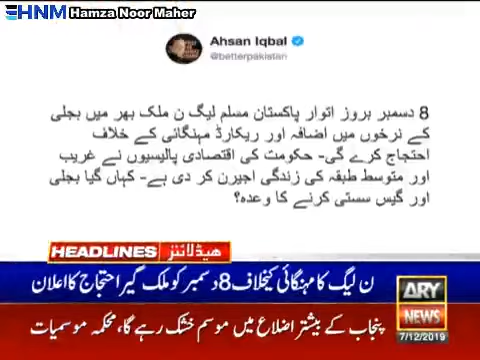 HNM Hamza Noor Maher
Ahsan Iqbal
@betterpakistan
8 دسمبر بروز اتوار پاکستان مسلم لیگ ن ملک بھر میں بجلی
کے نرخوں میں اضافہ اور ریکارڈ مہنگائی کے خلاف
احتجاج کرے گی- حکومت کی اقتصادی پالیسیوں نے غریب
اور متوسط طبقہ کی زندگی اجیرن کر دی ہے- کہاں گیا بجلی
اور گیس سستی کرنے کا وعدہ؟
HEADLINES ہیڈلائنز
ن لیگ کا مہنگائی کیخلاف 8 دسمبر کو ملک گیر احتجاج کا اعلان
ARY
NEWS
پنجاب کے بیشتر اضلاع میں موسم خشک رہے گا، محکمہ موسمیات
7/12/2019